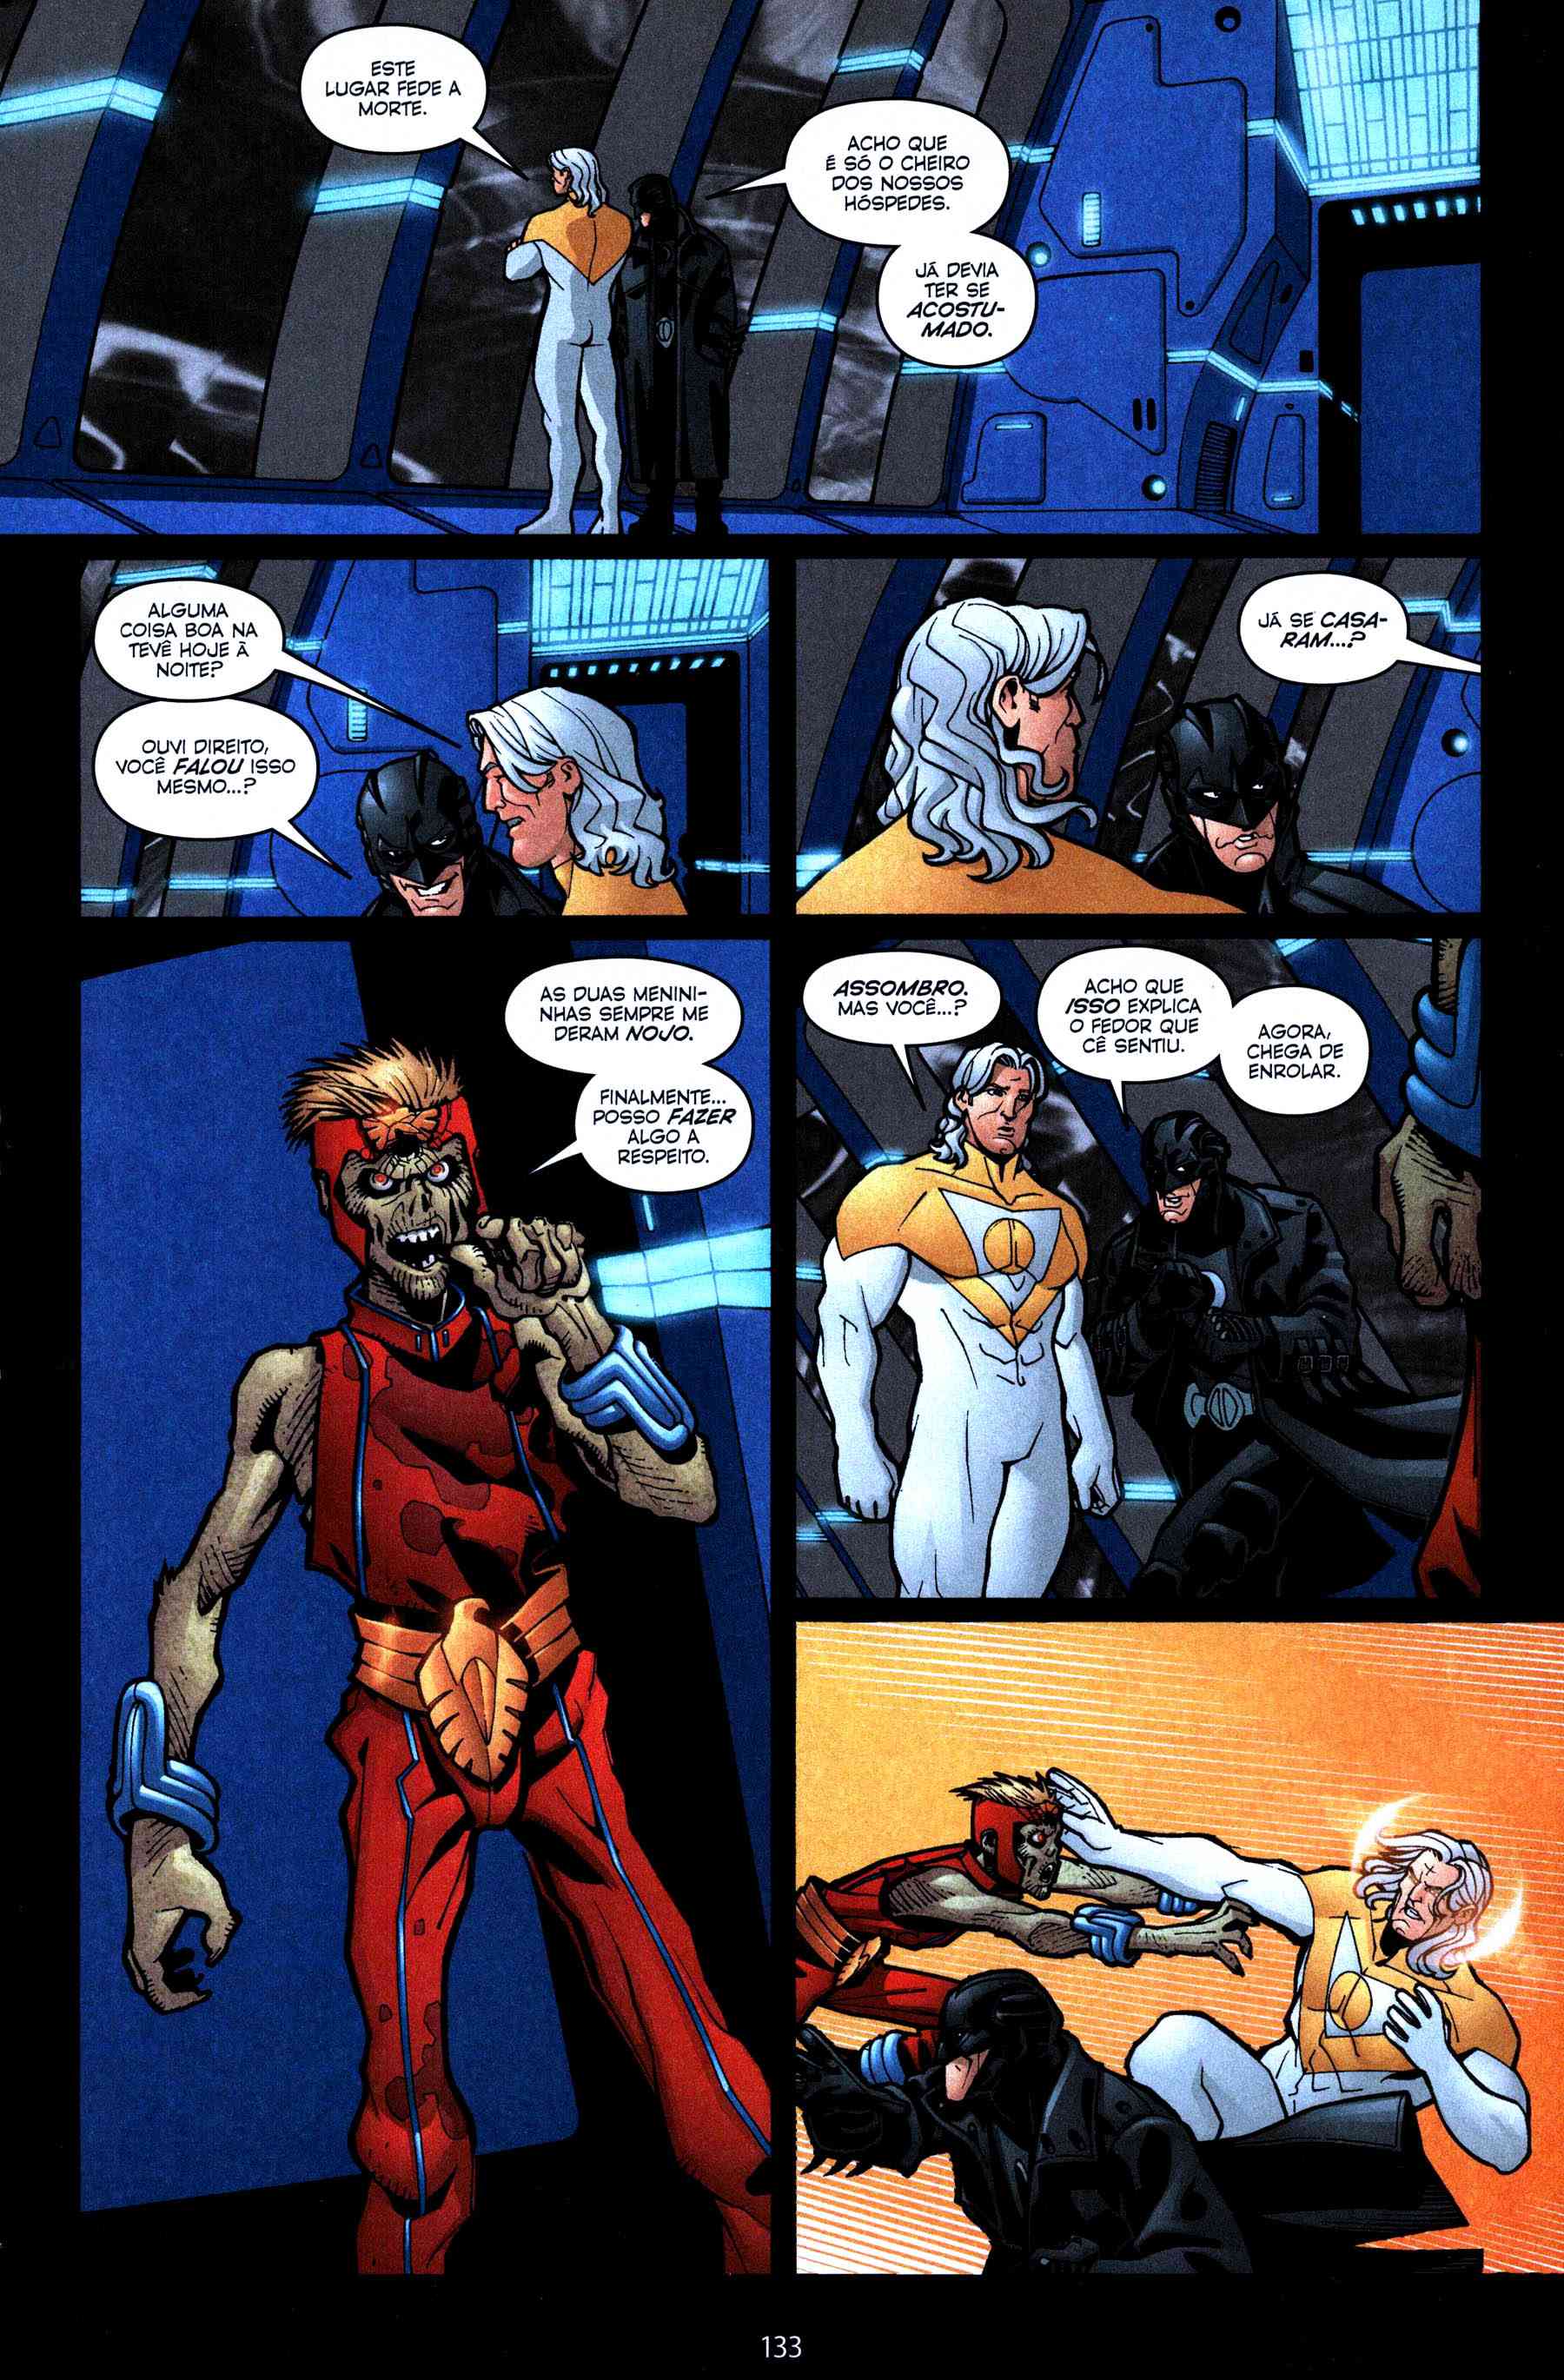 ESTE
LUGAR FEDE A
MORTE.
ACHO QUE
É SÓ O CHEIRO
DOS NOSSOS
HÓSPEDES.
JÁ DEVIA
TER SE
ACOSTU-
MADO.
ALGUMA
COISA BOA NA
TEVÊ HOJE À
NOITE?
OUVI DIREITO,
VOCÊ FALOU ISSO
MESMO...?
JÁ SE CASA-
RAM...?
AS DUAS MENINI-
NHAS SEMPRE ME
DERAM NOJO.
FINALMENTE...
POSSO FAZER
ALGO A
RESPEITO.
ASSOMBRO.
MAS VOCÊ...?
ACHO QUE
ISSO EXPLICA
O FEDOR QUE
CÊ SENTIU.
AGORA,
CHEGA DE
ENROLAR.
133